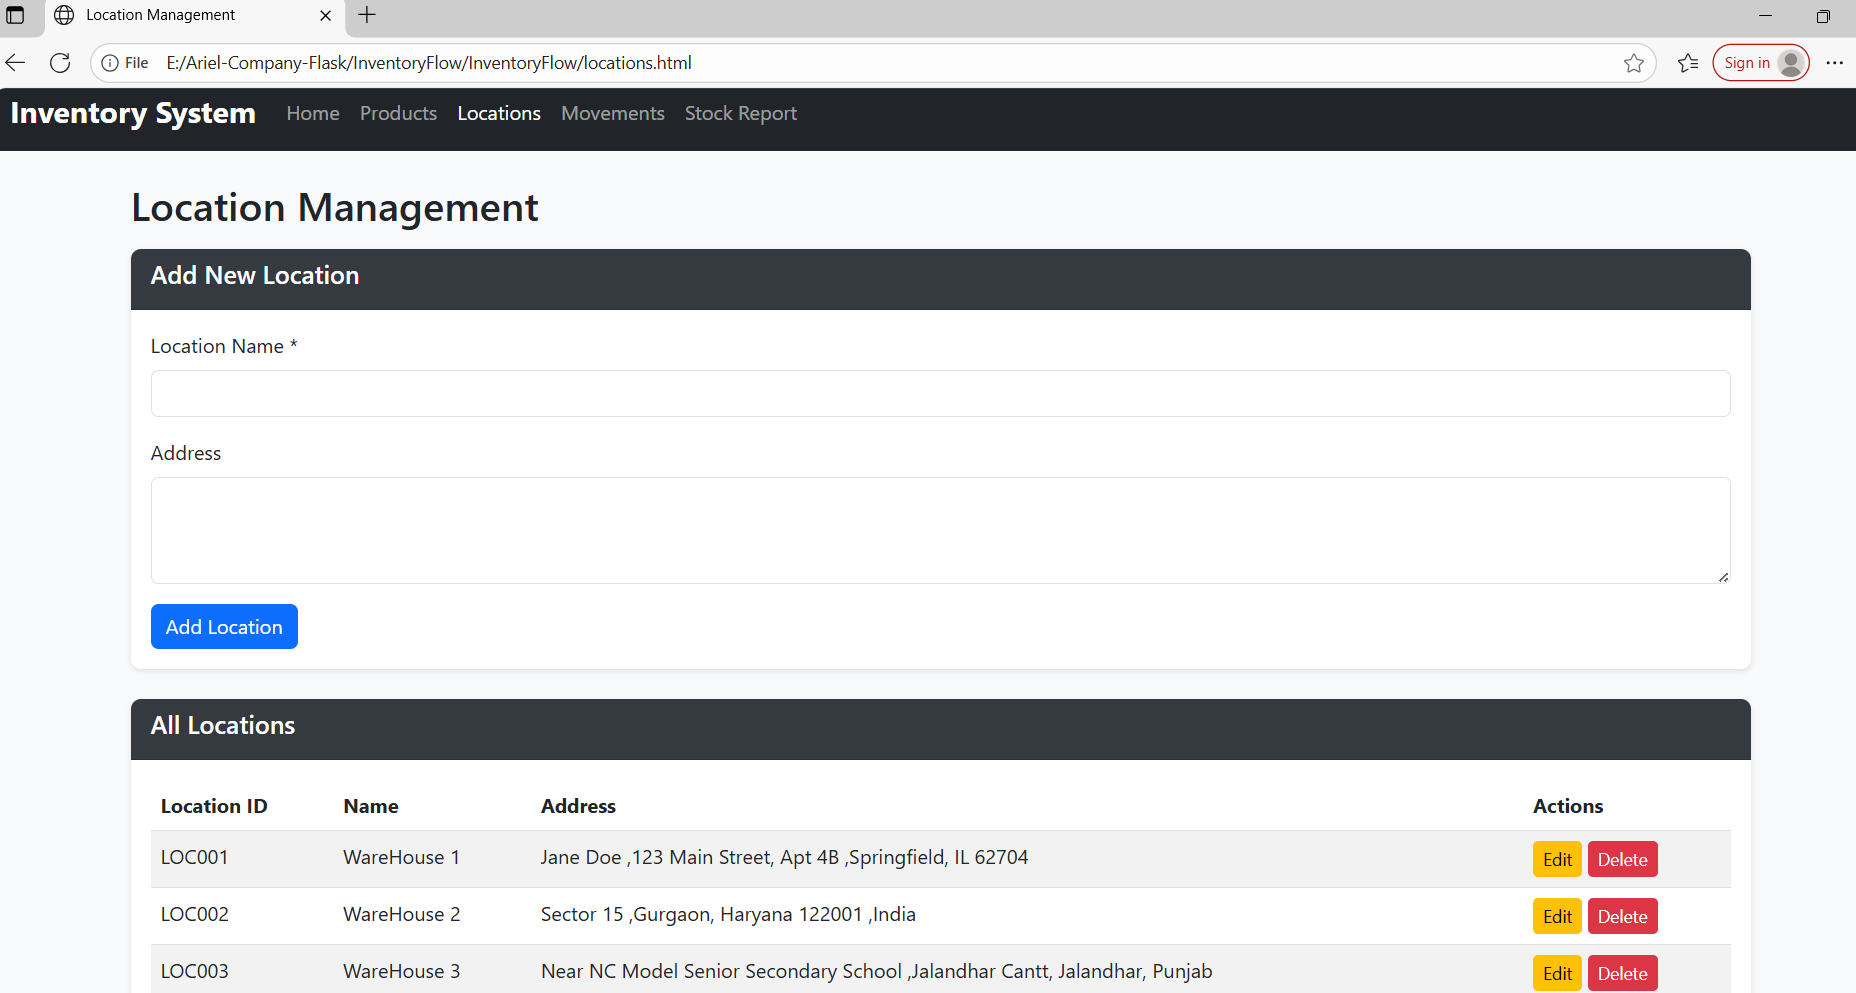 Location Management
File E:/Ariel-Company-Flask/InventoryFlow/InventoryFlow/locations.html Sign in
Inventory System Home Products Locations Movements Stock Report
Location Management
Add New Location
Location Name *
Address
Add Location
All Locations
Location ID Name Address Actions
LOC001 WareHouse 1 Jane Doe ,123 Main Street, Apt 4B ,Springfield, IL 62704 Edit Delete
LOC002 WareHouse 2 Sector 15 ,Gurgaon, Haryana 122001 ,India Edit Delete
LOC003 WareHouse 3 Near NC Model Senior Secondary School ,Jalandhar Cantt, Jalandhar, Punjab Edit Delete